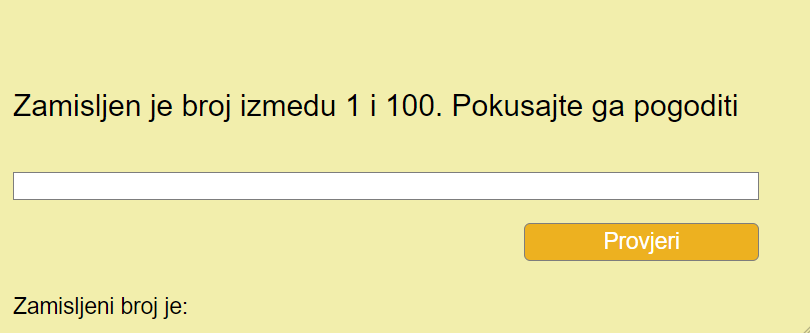 Zamisljen je broj izmedu 1 i 100. Pokusajte ga pogoditi
Provjeri
Zamisljeni broj je: